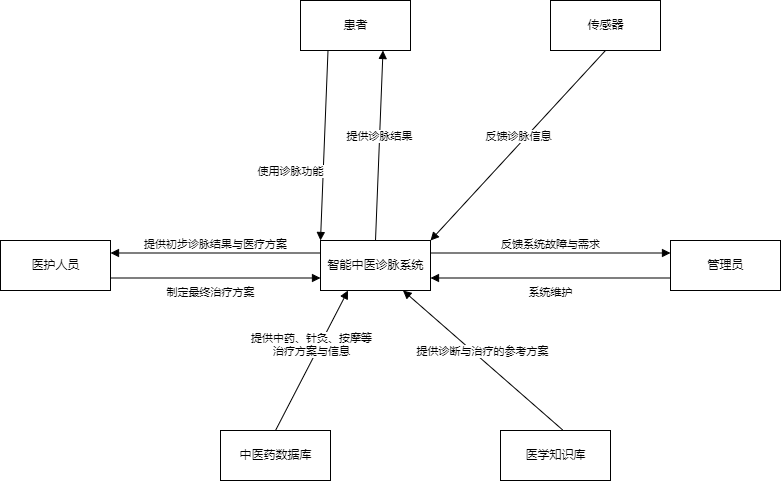 患者
传感器
提供诊脉结果
反馈诊脉信息
使用诊脉功能
提供初步诊脉结果与医疗方案
反馈系统故障与需求
医护人员
智能中医诊脉系统
管理员
制定最终治疗方案
系统维护
提供中药、针灸、按摩等
治疗方案与信息
提供诊断与治疗的参考方案
中医药数据库
医学知识库